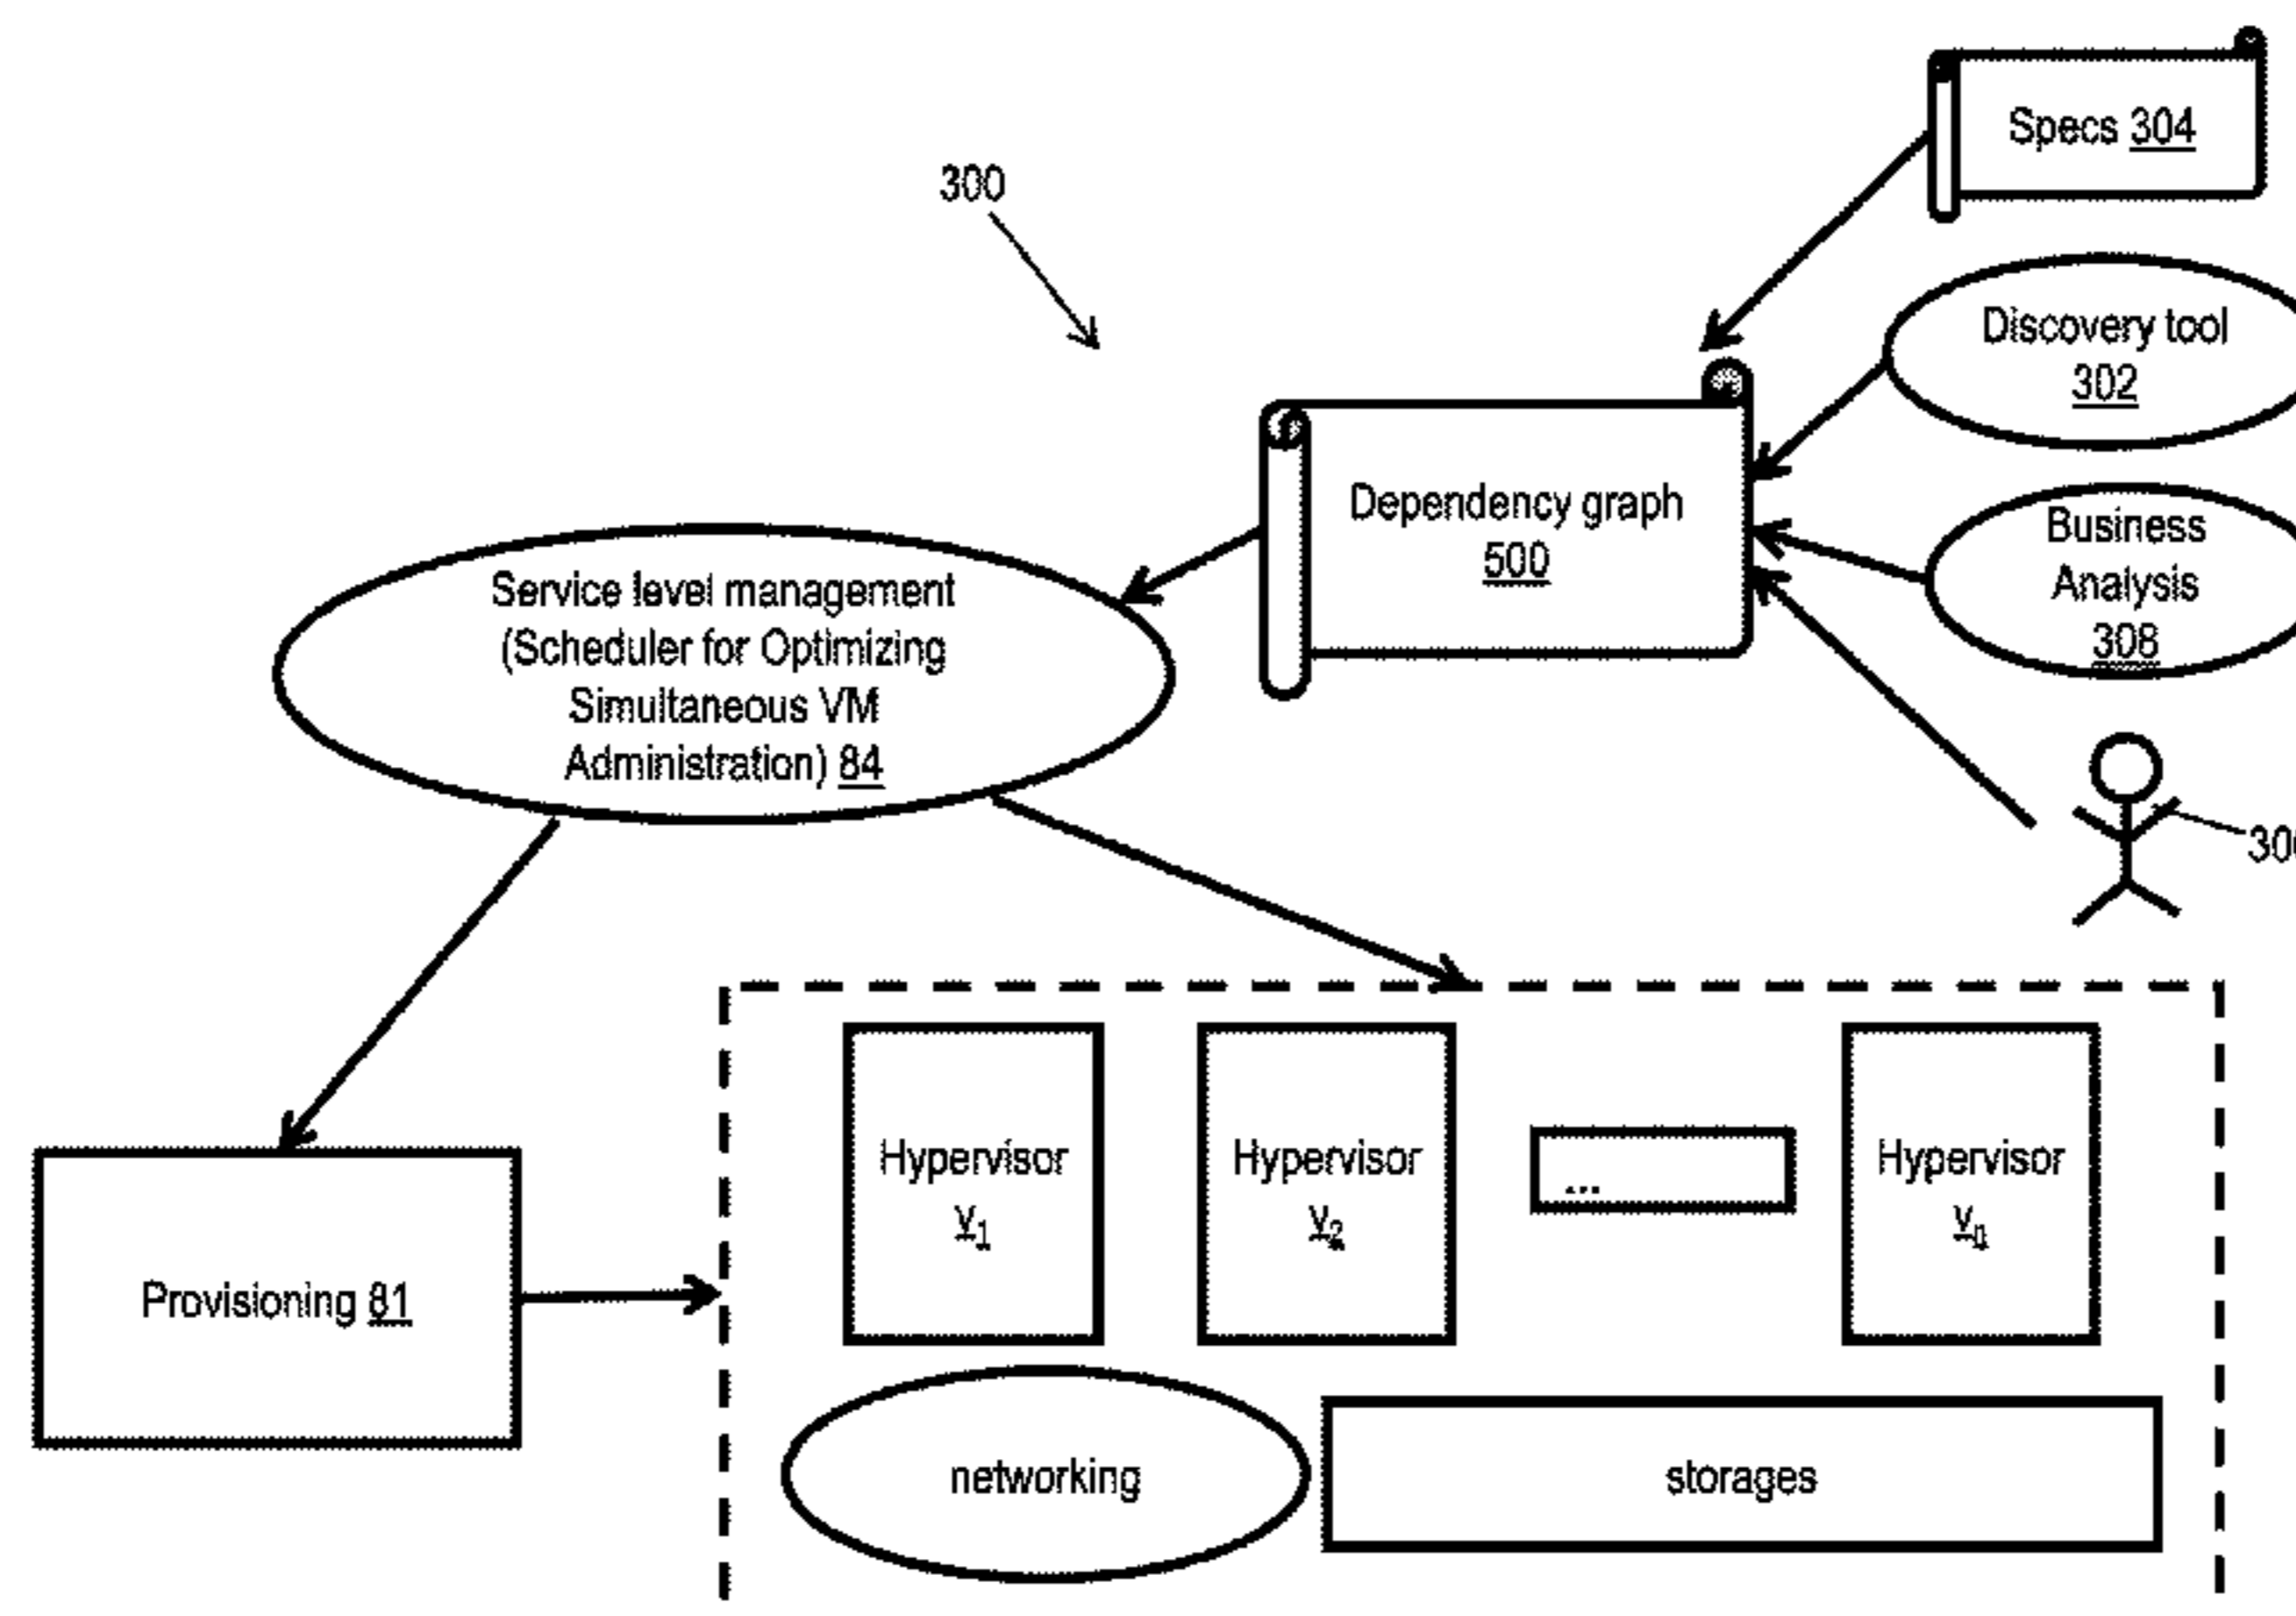 Specs 304
300
Discovery tool
302
Dependency graph
500
Business
Analysis
308
Service level management
(Scheduler for Optimizing
Simultaneous VM
Administration) 84
Hypervisor
V1
Hypervisor
V2
...
Hypervisor
Vn
Provisioning 81
networking
storages